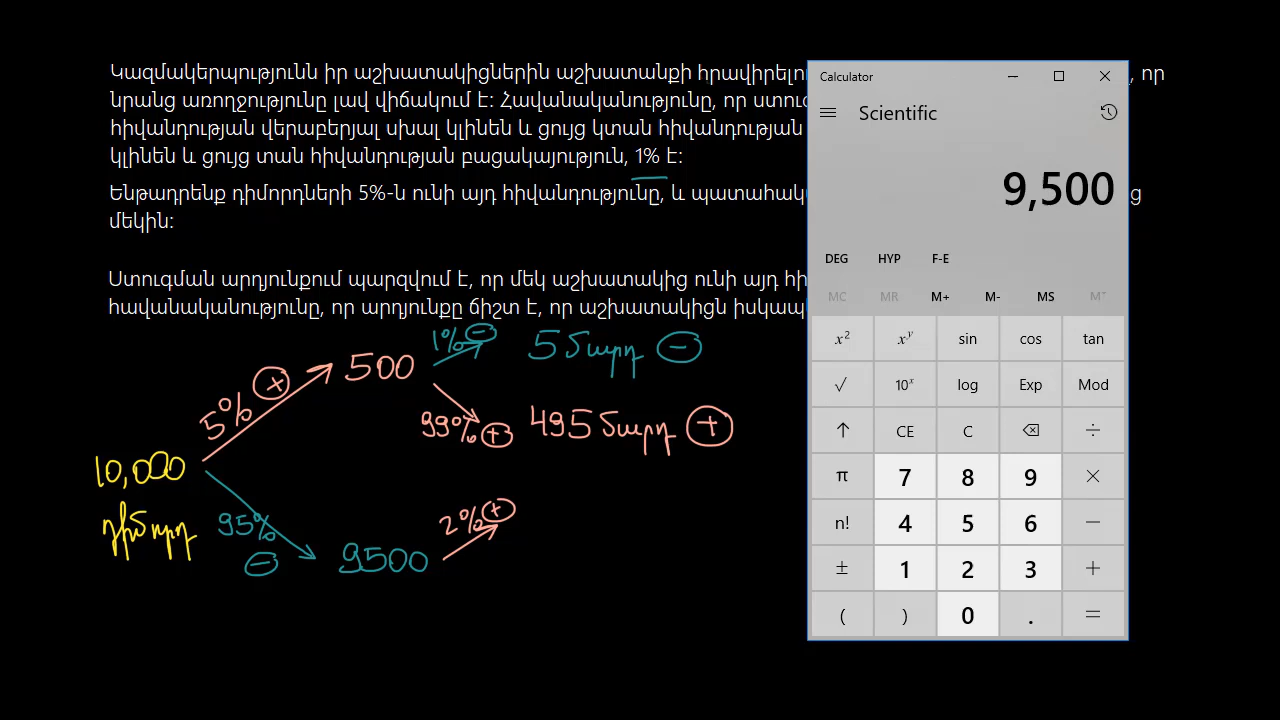 Կազմակերպությունն իր աշխատակիցներին աշխատանքի հրավիրելու , որ
նրանց առողջությունը լավ վիճակում է: Հավանականությունը, որ ստուգ
հիվանդության վերաբերյալ սխալ կլինեն և ցույց կտան հիվանդության
կլինեն և ցույց տան հիվանդության բացակայություն, 1% է:
Ենթադրենք դիմորդների 5%-ն ունի այդ հիվանդությունը, և պատահակ ց
մեկին:
Ստուգման արդյունքում պարզվում է, որ մեկ աշխատակից ունի այդ հի
հավանականությունը, որ արդյունքը ճիշտ է, որ աշխատակիցն իսկապ
10,000
դիմորդ
5% +
500
1% −
5 մարդ −
99% +
495 մարդ +
95%
−
9500
2% +
Calculator
Scientific
9,500
DEG HYP F-E
MC MR M+ M- MS M˅
x² xʸ sin cos tan
√ 10ˣ log Exp Mod
↑ CE C ⌫ ÷
π 7 8 9 ×
n! 4 5 6 −
± 1 2 3 +
( ) 0 . =